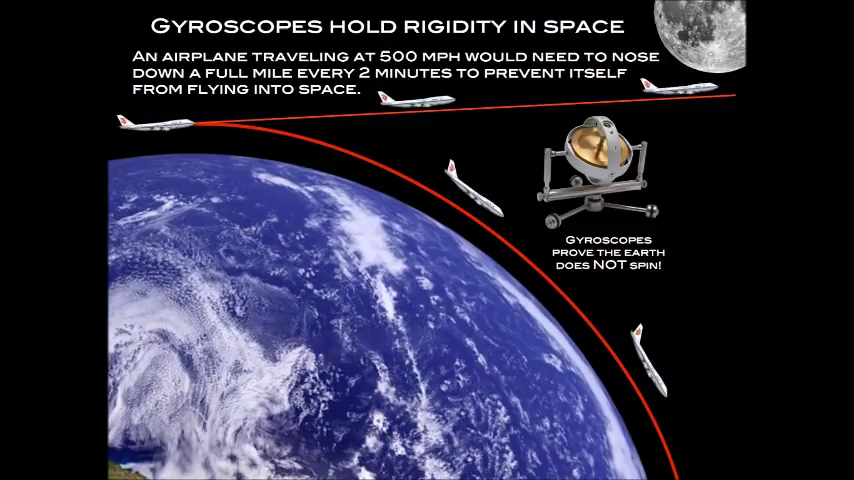 Gyroscopes hold rigidity in space
An airplane traveling at 500 mph would need to nose
down a full mile every 2 minutes to prevent itself
from flying into space.
Gyroscopes
prove the earth
does NOT spin!